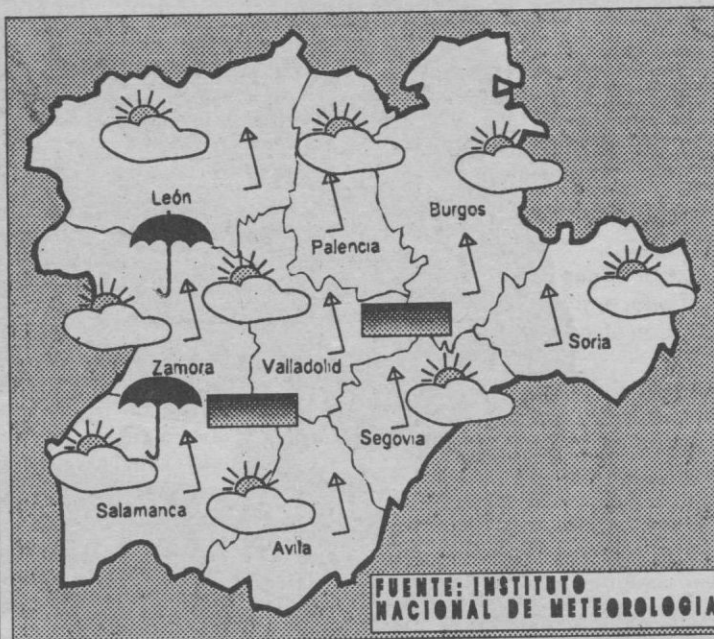 León
Burgos
Palencia
Soria
Zamora
Valladolid
Segovia
Salamanca
Avila
FUENTE: INSTITUTO
NACIONAL DE METEOROLOGIA